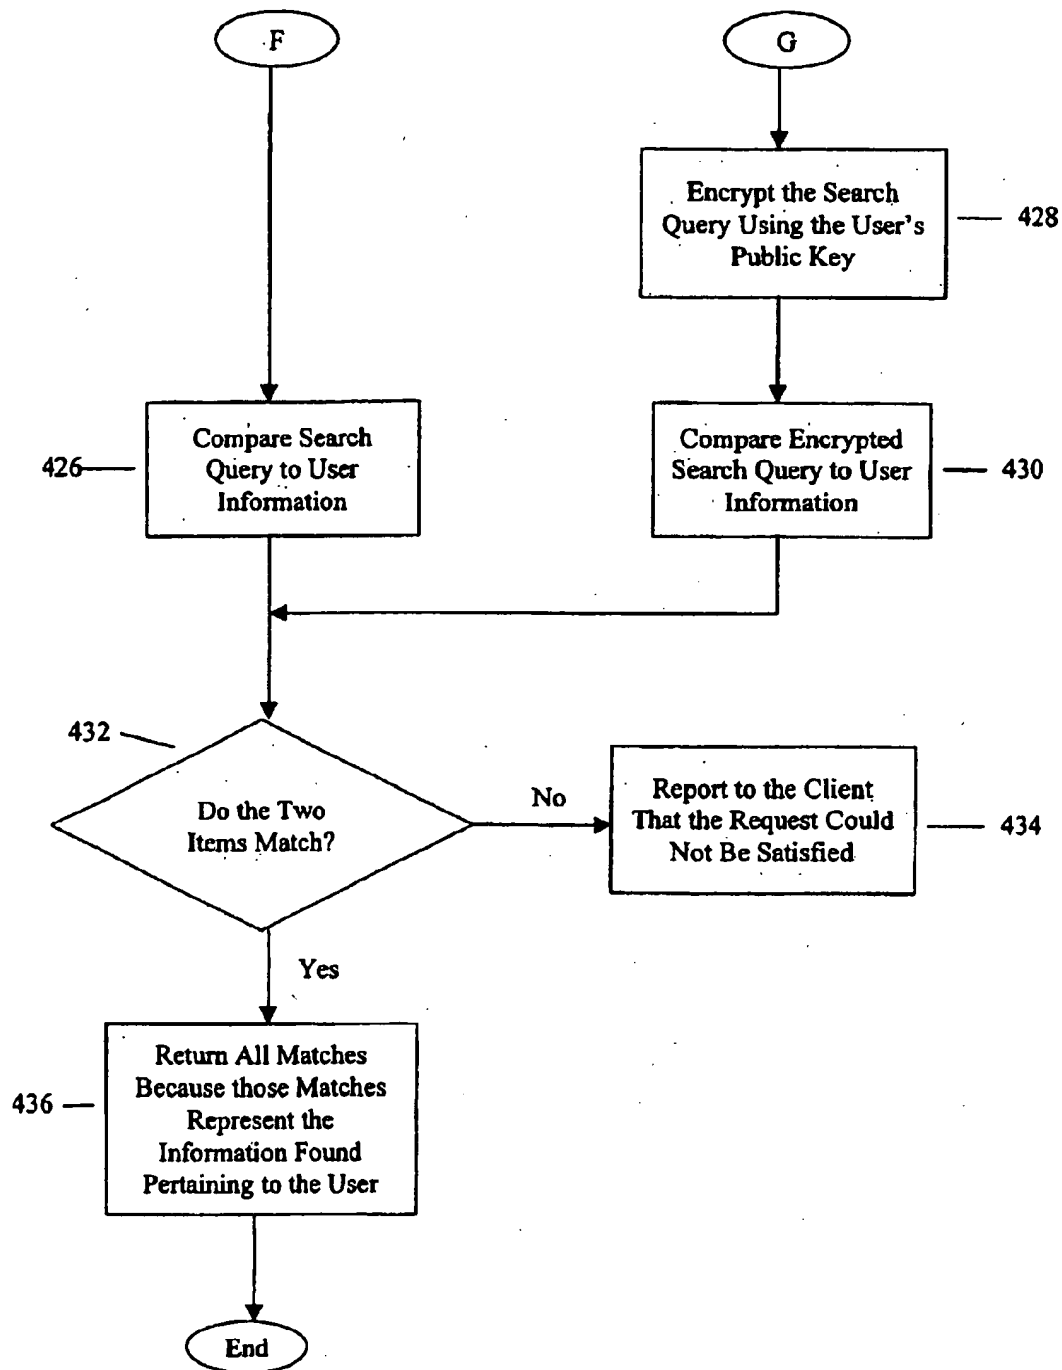 F
G
Encrypt the Search
Query Using the User's
Public Key
428
Compare Search
Query to User
Information
426
Compare Encrypted
Search Query to User
Information
430
432
Do the Two
Items Match?
No
Report to the Client
That the Request Could
Not Be Satisfied
434
Yes
Return All Matches
Because those Matches
Represent the
Information Found
Pertaining to the User
436
End